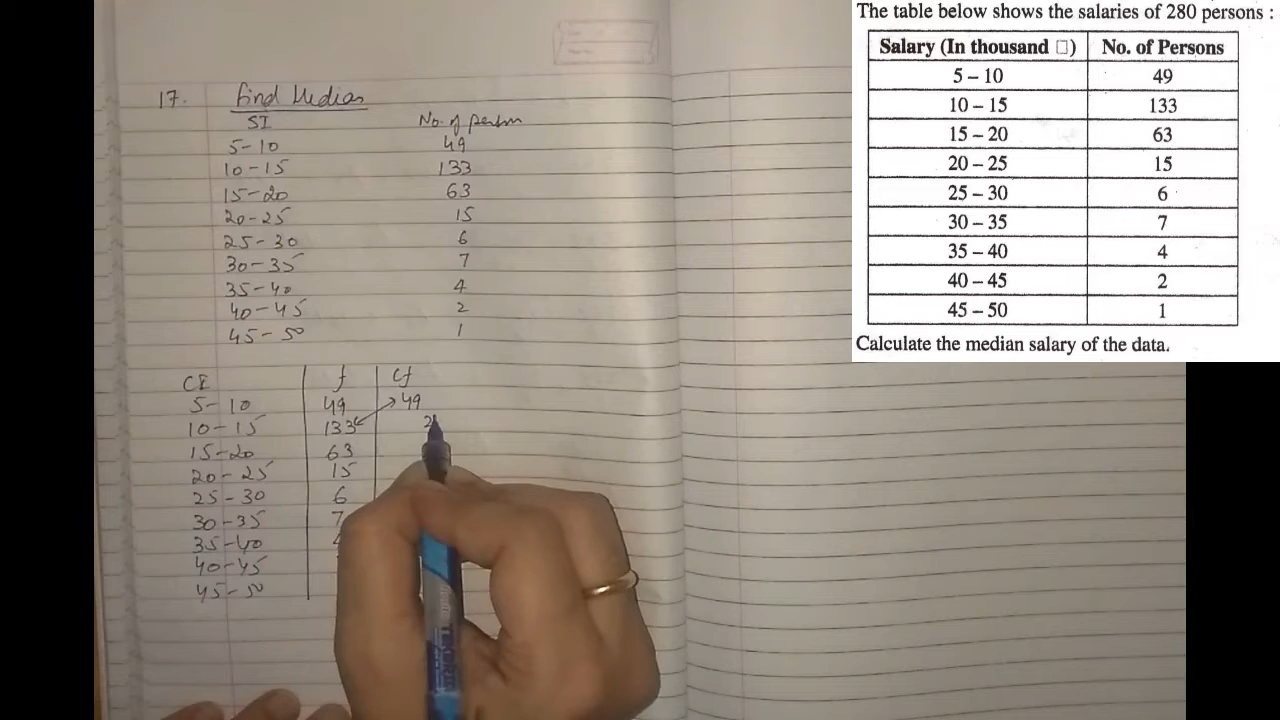 The table below shows the salaries of 280 persons :
Salary (In thousand □) No. of Persons
5 – 10 49
10 – 15 133
15 – 20 63
20 – 25 15
25 – 30 6
30 – 35 7
35 – 40 4
40 – 45 2
45 – 50 1
Calculate the median salary of the data.
17. Find Median
SI No. of person
5-10 49
10-15 133
15-20 63
20-25 15
25-30 6
30-35 7
35-40 4
40-45 2
45-50 1
CI f Cf
5-10 49 49
10-15 133 2
15-20 63
20-25 15
25-30 6
30-35 7
35-40 4
40-45
45-50